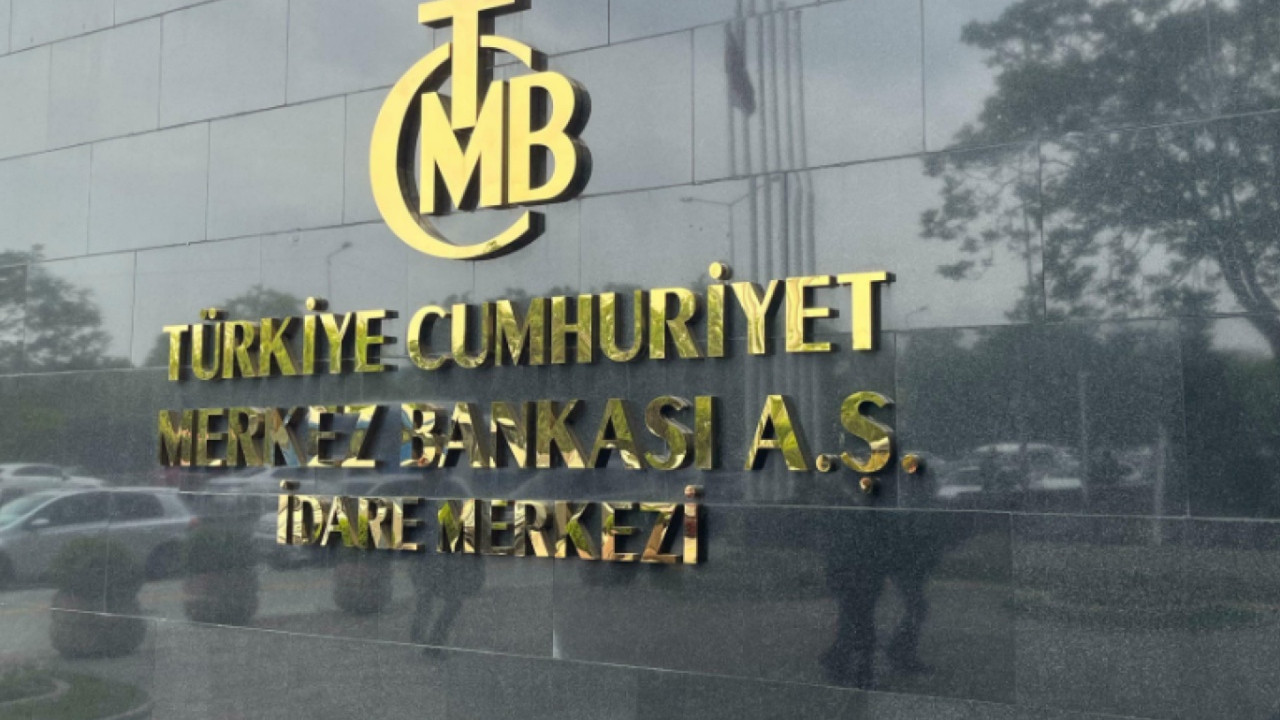 TCMB
TÜRKİYE CUMHURİYET
MERKEZ BANKASI A.Ş.
İDARE MERKEZİ